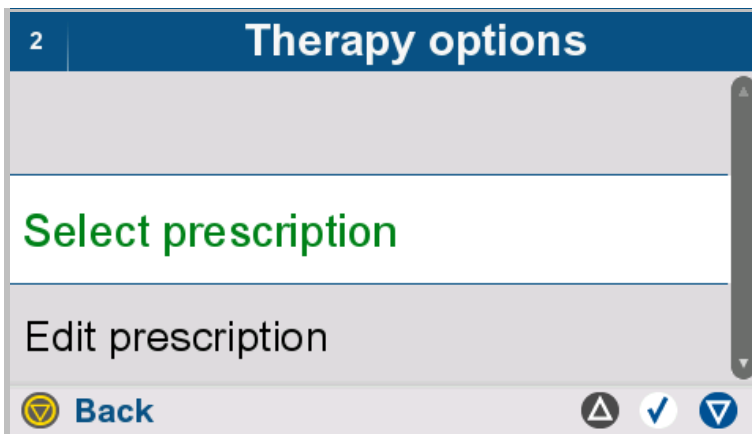 2
Therapy options
Select prescription
Edit prescription
Back